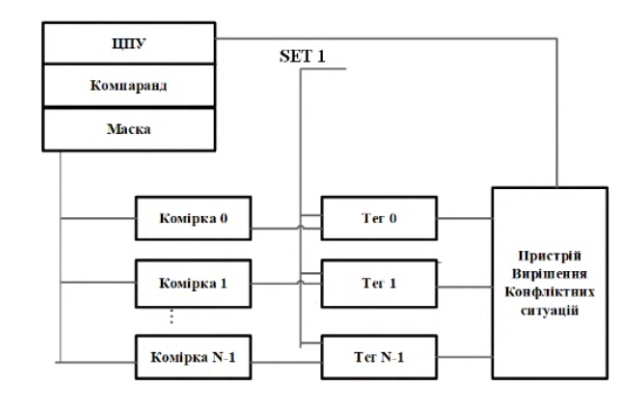 ЦПУ
SET 1
Компаранд
Маска
Комірка 0
Тег 0
Комірка 1
Тег 1
Комірка N-1
Тег N-1
Пристрій
Вирішення
Конфліктних
ситуацій